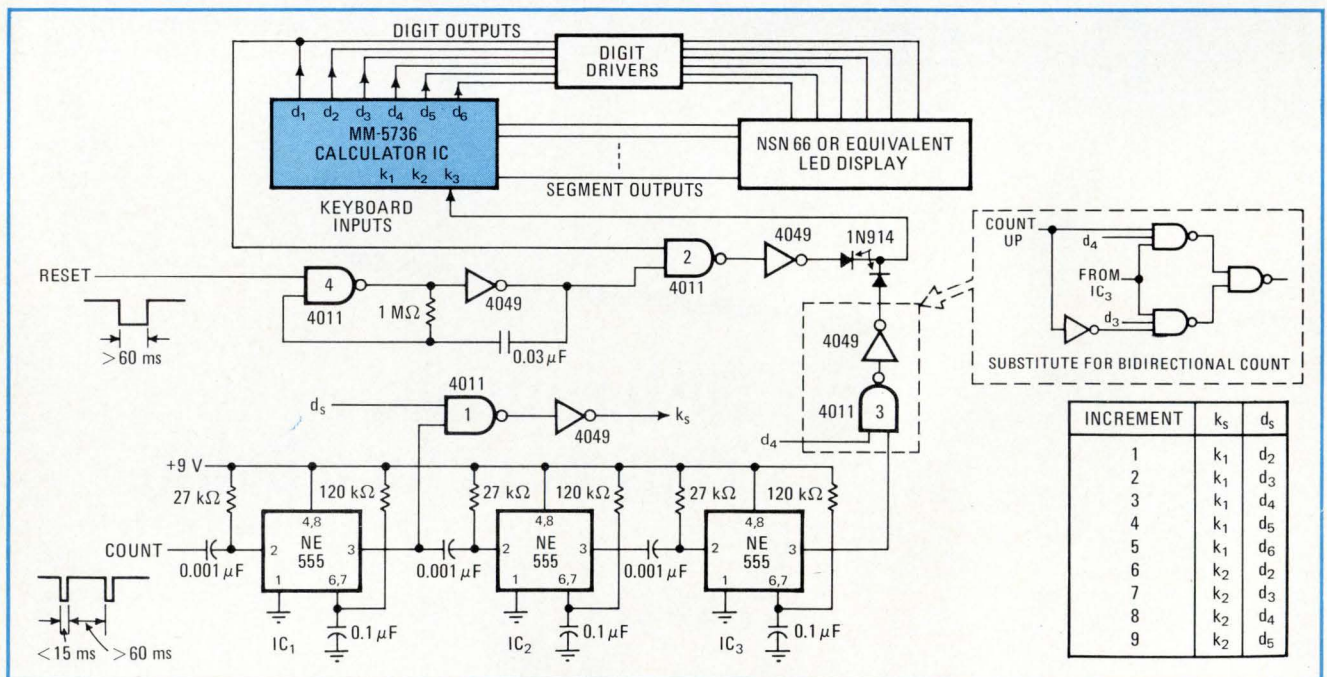 DIGIT OUTPUTS
DIGIT
DRIVERS
d₁ d₂ d₃ d₄ d₅ d₆
MM-5736
CALCULATOR IC
k₁ k₂ k₃
NSN 66 OR EQUIVALENT
LED DISPLAY
SEGMENT OUTPUTS
KEYBOARD
INPUTS
RESET
>60 ms
4
4011
1 MΩ
4049
0.03 μF
2
4011
4049
1N914
COUNT
UP
d₄
FROM
IC₃
d₃
SUBSTITUTE FOR BIDIRECTIONAL COUNT
4049
4011
3
d₄
4011
dₛ
1
4049
kₛ
+9 V
27 kΩ
120 kΩ
27 kΩ
120 kΩ
27 kΩ
120 kΩ
COUNT
0.001 μF
2
4,8
NE
555
3
1
6,7
IC₁
0.1 μF
0.001 μF
2
4,8
NE
555
3
1
6,7
IC₂
0.1 μF
0.001 μF
2
4,8
NE
555
3
1
6,7
IC₃
0.1 μF
<15 ms
>60 ms
INCREMENT kₛ dₛ
1 k₁ d₂
2 k₁ d₃
3 k₁ d₄
4 k₁ d₅
5 k₁ d₆
6 k₂ d₂
7 k₂ d₃
8 k₂ d₄
9 k₂ d₅